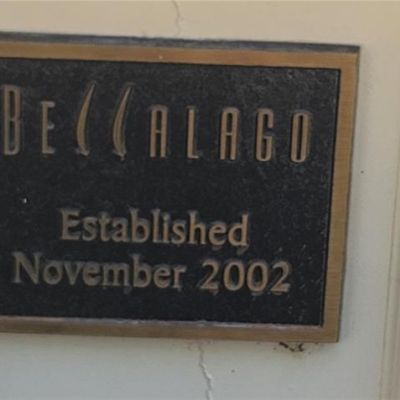 BellALAGO
Established
November 2002